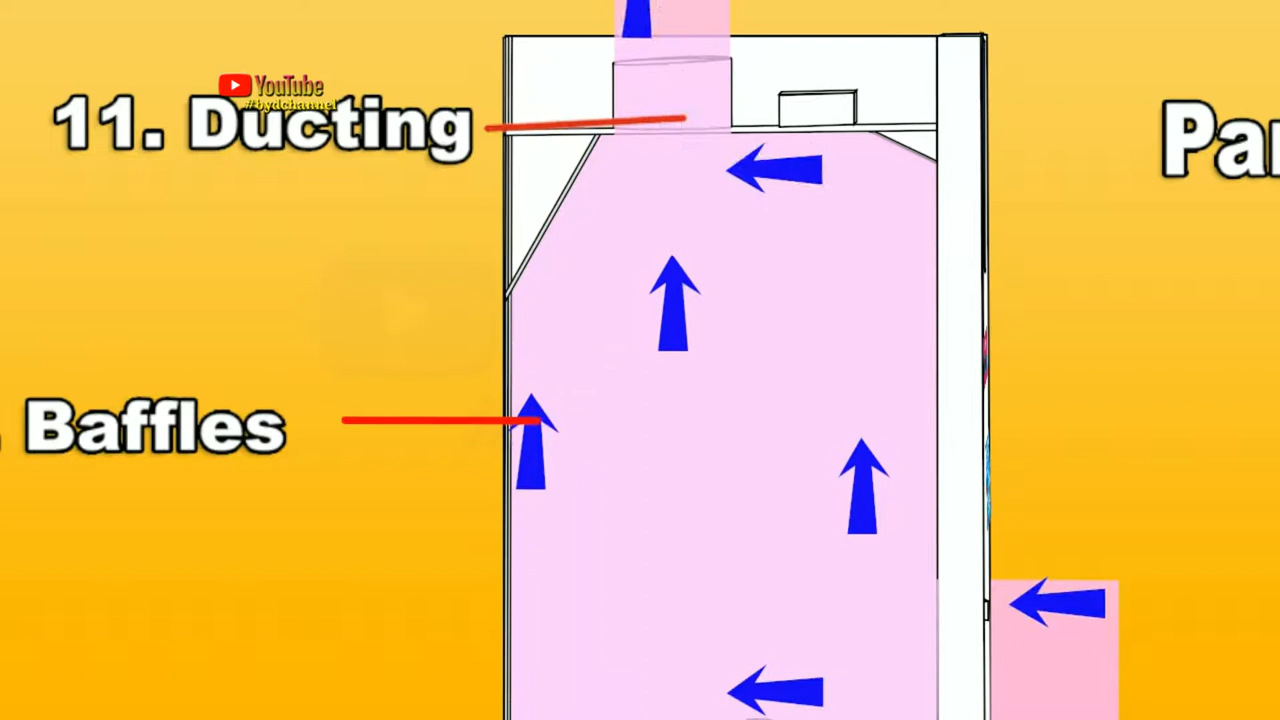 YouTube
#bydchannel
11. Ducting
. Baffles